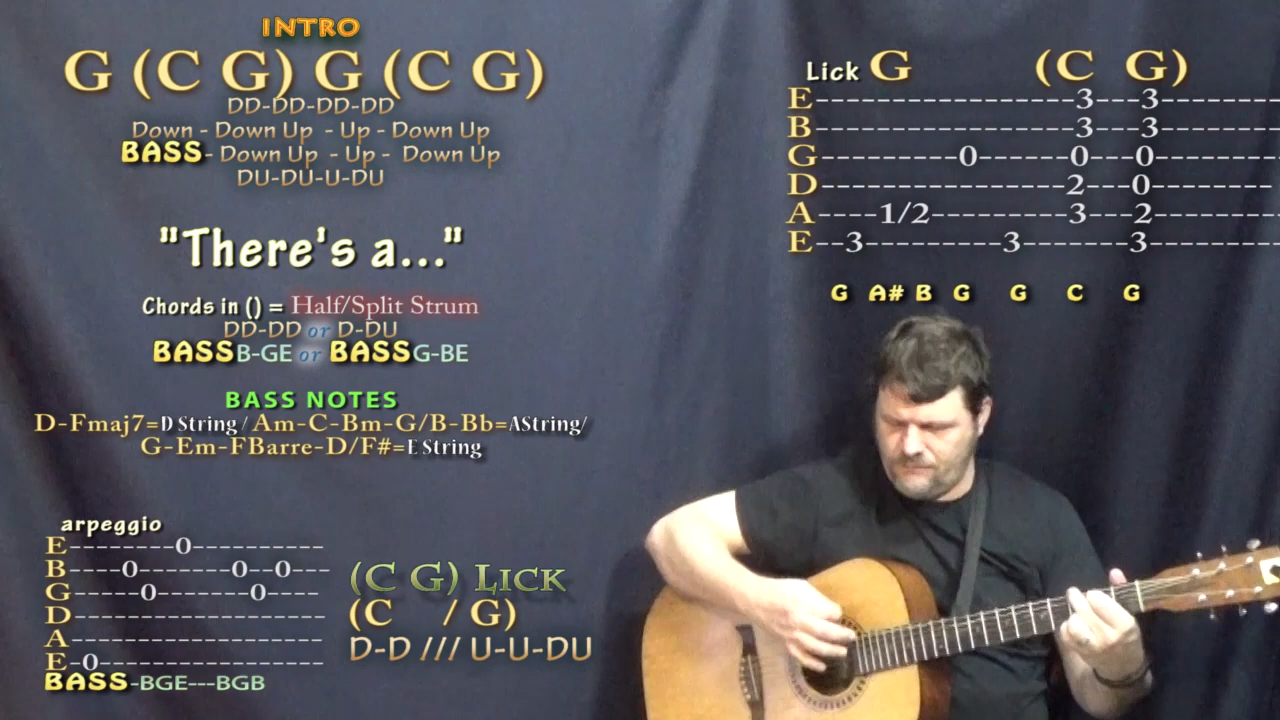 INTRO
G (C G) G (C G)
DD-DD-DD-DD
Down - Down Up - Up - Down Up
BASS- Down Up - Up - Down Up
DU-DU-U-DU
"There's a..."
Chords in () = Half/Split Strum
DD-DD or D-DU
BASSB-GE or BASSG-BE
BASS NOTES
D-Fmaj7=D String / Am-C-Bm-G/B-Bb=AString/
G-Em-FBarre-D/F#=E String
arpeggio
E--------0----------
B----0-------0--0---
G------0-------0----
D------------------
A------------------
E-0----------------
BASS-BGE---BGB
(C G) LICK
(C / G)
D-D /// U-U-DU
Lick G (C G)
E-----------------3---3--------
B-----------------3---3--------
G---------0------0---0--------
D-----------------2---0-------
A----1/2----------3---2--------
E--3---------3-------3--------
G A# B G G C G